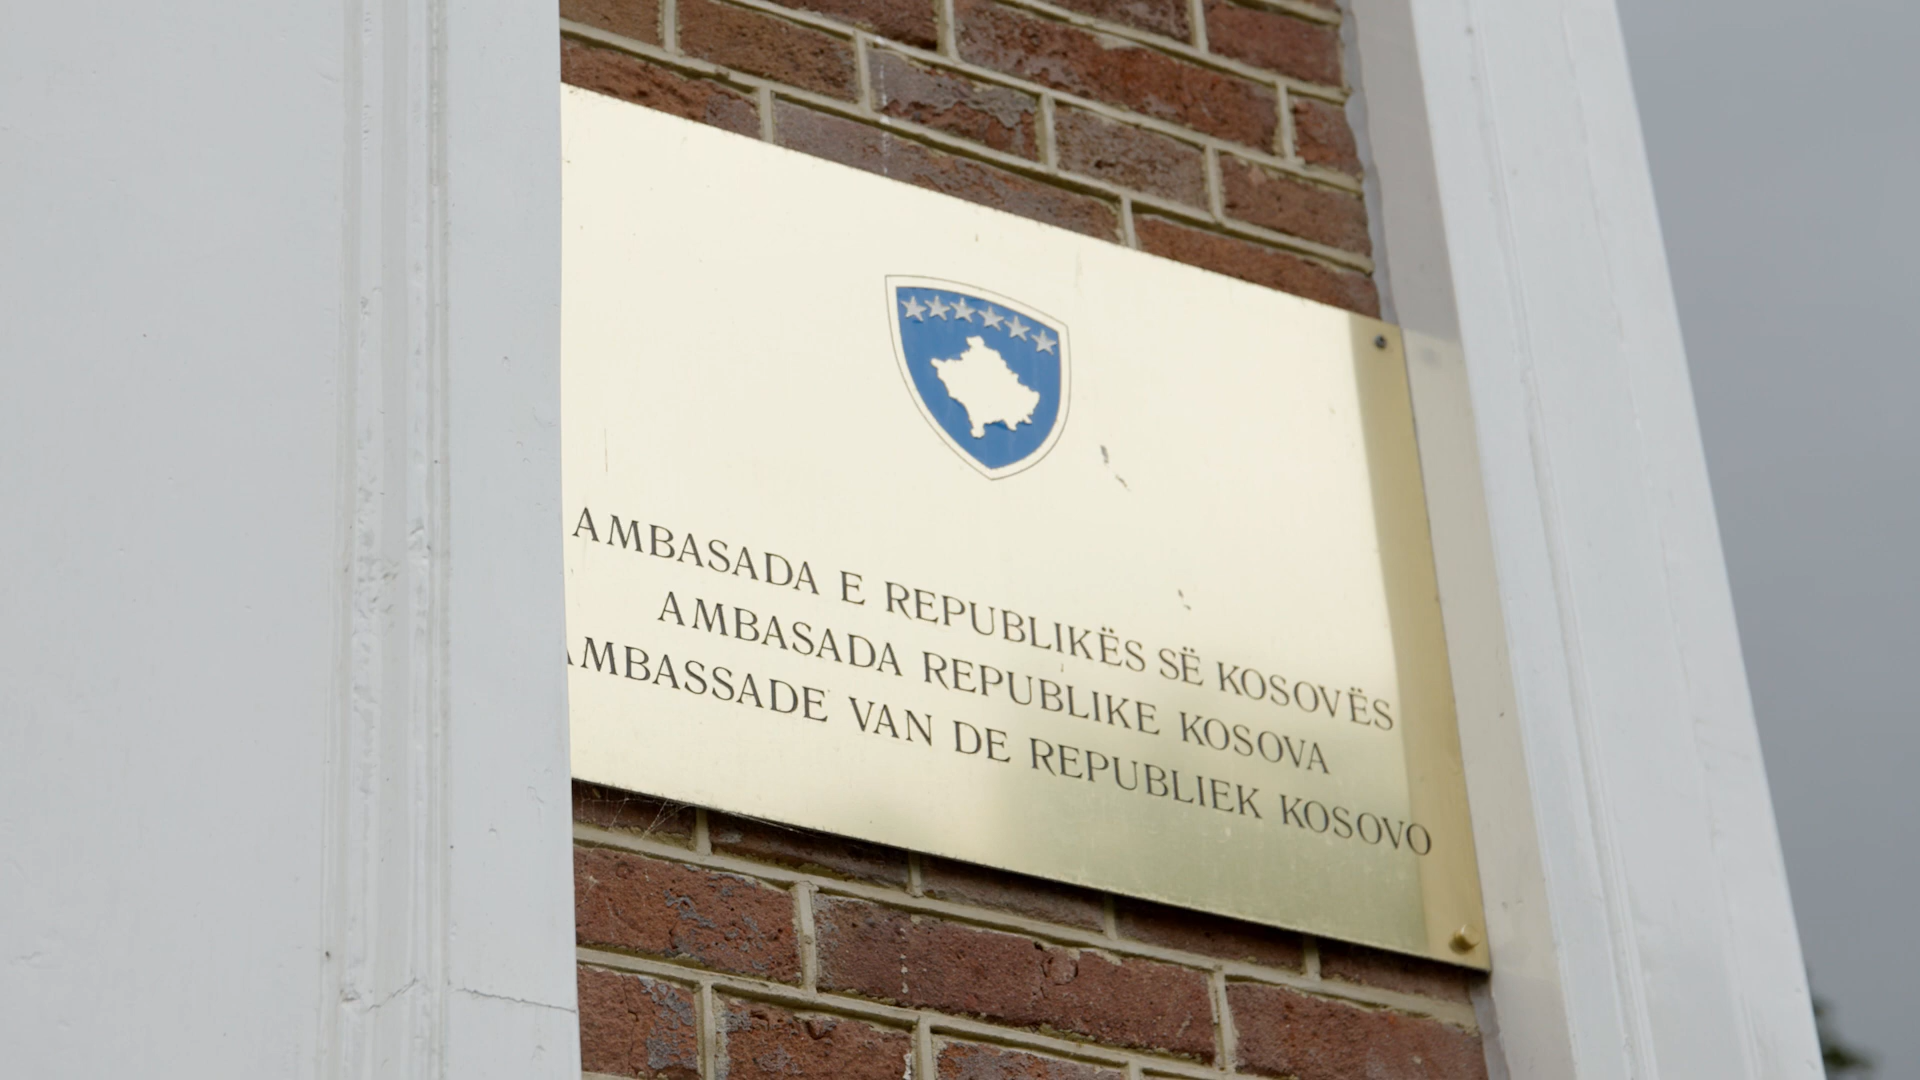 AMBASADA E REPUBLIKËS SË KOSOVËS
AMBASADA REPUBLIKE KOSOVA
AMBASSADE VAN DE REPUBLIEK KOSOVO